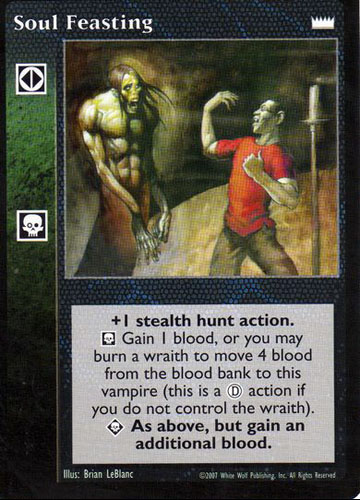 Soul Feasting
+1 stealth hunt action.
Gain 1 blood, or you may
burn a wraith to move 4 blood
from the blood bank to this
vampire (this is a Ⓓ action if
you do not control the wraith).
As above, but gain an
additional blood.
Illus: Brian LeBlanc ©2007 White Wolf Publishing, Inc. All Rights Reserved